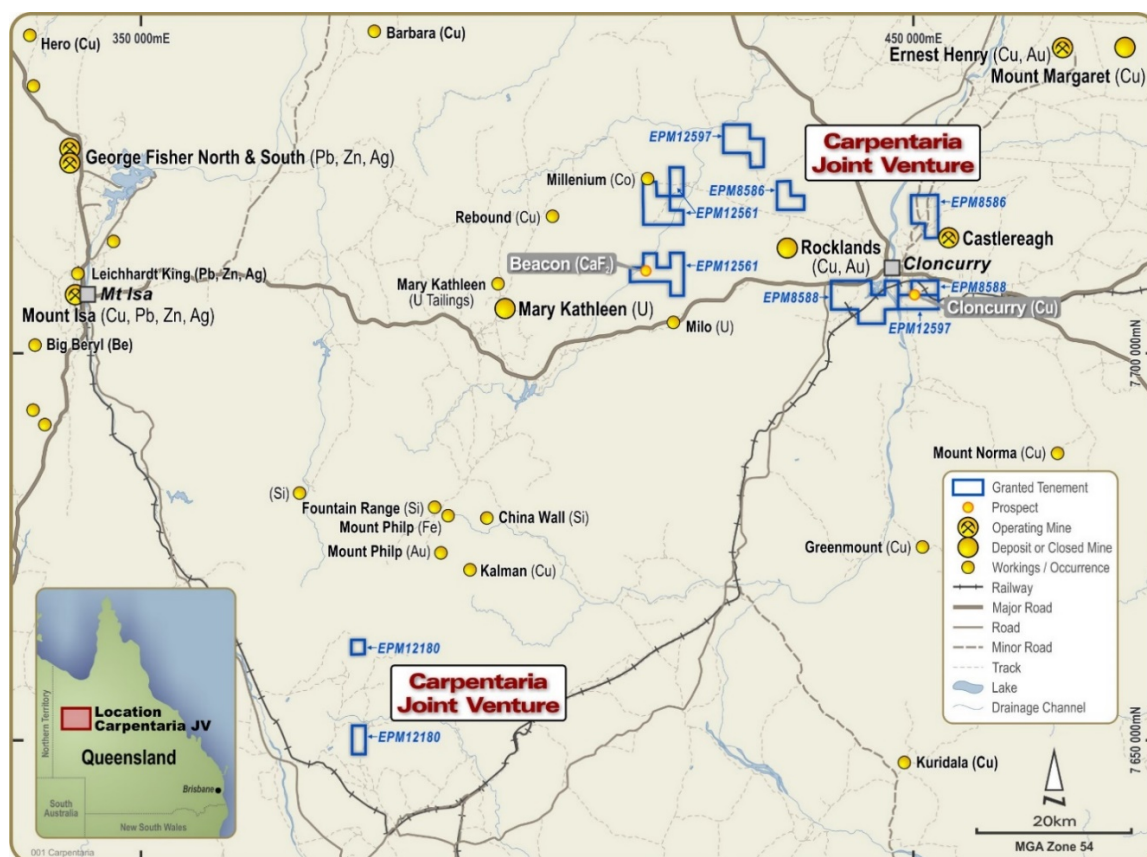 350 000mE
450 000mE
Hero (Cu)
Barbara (Cu)
Ernest Henry (Cu, Au)
Mount Margaret (Cu)
EPM12597
Carpentaria
Joint Venture
George Fisher North & South (Pb, Zn, Ag)
Millenium (Co)
EPM8586
EPM12561
EPM8586
Rebound (Cu)
Castlereagh
Rocklands
(Cu, Au)
Beacon (CaF2)
EPM12561
Cloncurry
Leichhardt King (Pb, Zn, Ag)
Mt Isa
Mary Kathleen
(U Tailings)
Mary Kathleen (U)
EPM8588
EPM8588
Cloncurry (Cu)
Mount Isa (Cu, Pb, Zn, Ag)
Milo (U)
EPM12597
Big Beryl (Be)
7 700 000mN
Mount Norma (Cu)
(Si)
Fountain Range (Si)
Mount Philp (Fe)
China Wall (Si)
Mount Philp (Au)
Kalman (Cu)
Greenmount (Cu)
Granted Tenement
Prospect
Operating Mine
Deposit or Closed Mine
Workings / Occurrence
Railway
Major Road
Road
Minor Road
Track
Lake
Drainage Channel
EPM12180
Carpentaria
Joint Venture
EPM12180
Kuridala (Cu)
7 650 000mN
Northern Territory
Location
Carpentaria JV
Queensland
Brisbane
South
Australia
New South Wales
N
20km
MGA Zone 54
001 Carpentaria